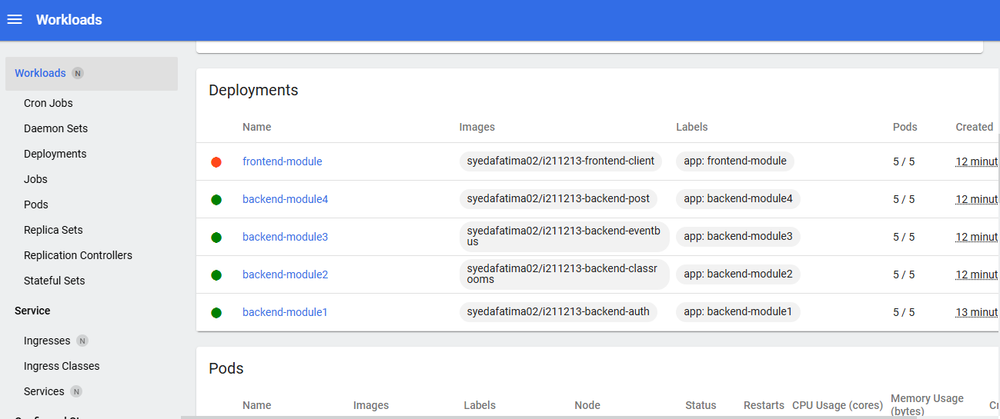 Workloads
Workloads N
Cron Jobs
Daemon Sets
Deployments
Jobs
Pods
Replica Sets
Replication Controllers
Stateful Sets
Service
Ingresses N
Ingress Classes
Services N
Deployments
Name Images Labels Pods Created
frontend-module syedafatima02/i211213-frontend-client app: frontend-module 5 / 5 12 minut
backend-module4 syedafatima02/i211213-backend-post app: backend-module4 5 / 5 12 minut
backend-module3 syedafatima02/i211213-backend-eventb
us app: backend-module3 5 / 5 12 minut
backend-module2 syedafatima02/i211213-backend-classr
ooms app: backend-module2 5 / 5 12 minut
backend-module1 syedafatima02/i211213-backend-auth app: backend-module1 5 / 5 13 minut
Pods
Name Images Labels Node Status Restarts CPU Usage (cores) Memory Usage
(bytes)